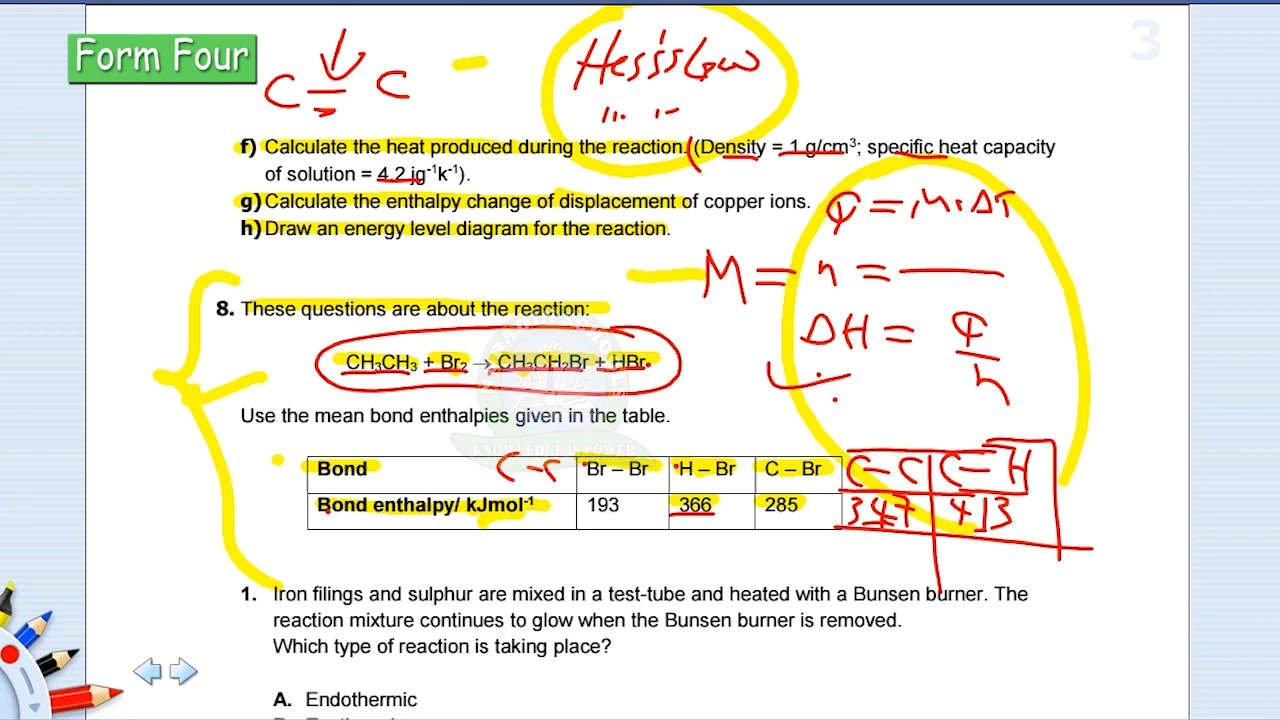 3
Form Four
C = C - Hess's Law
f) Calculate the heat produced during the reaction. (Density = 1 g/cm³; specific heat capacity
of solution = 4.2 jg⁻¹k⁻¹).
g) Calculate the enthalpy change of displacement of copper ions.
h) Draw an energy level diagram for the reaction.
M = n =
ΔH =
8. These questions are about the reaction:
CH₃CH₃ + Br₂ → CH₃CH₂Br + HBr
Use the mean bond enthalpies given in the table.
KNOWLEDGE IS POWER
Bond C-C Br – Br H – Br C – Br C-C C-H
Bond enthalpy/ kJmol⁻¹ 193 366 285 347 413
1. Iron filings and sulphur are mixed in a test-tube and heated with a Bunsen burner. The
reaction mixture continues to glow when the Bunsen burner is removed.
Which type of reaction is taking place?
A. Endothermic